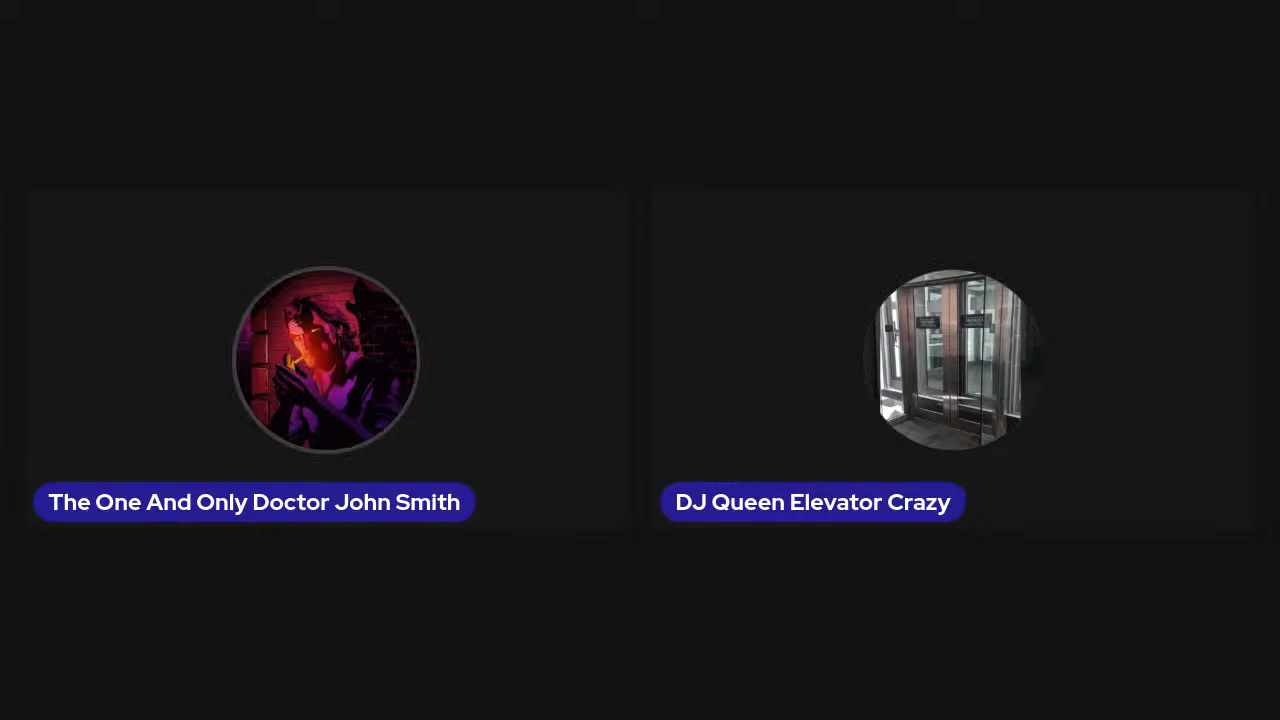 The One And Only Doctor John Smith
DJ Queen Elevator Crazy